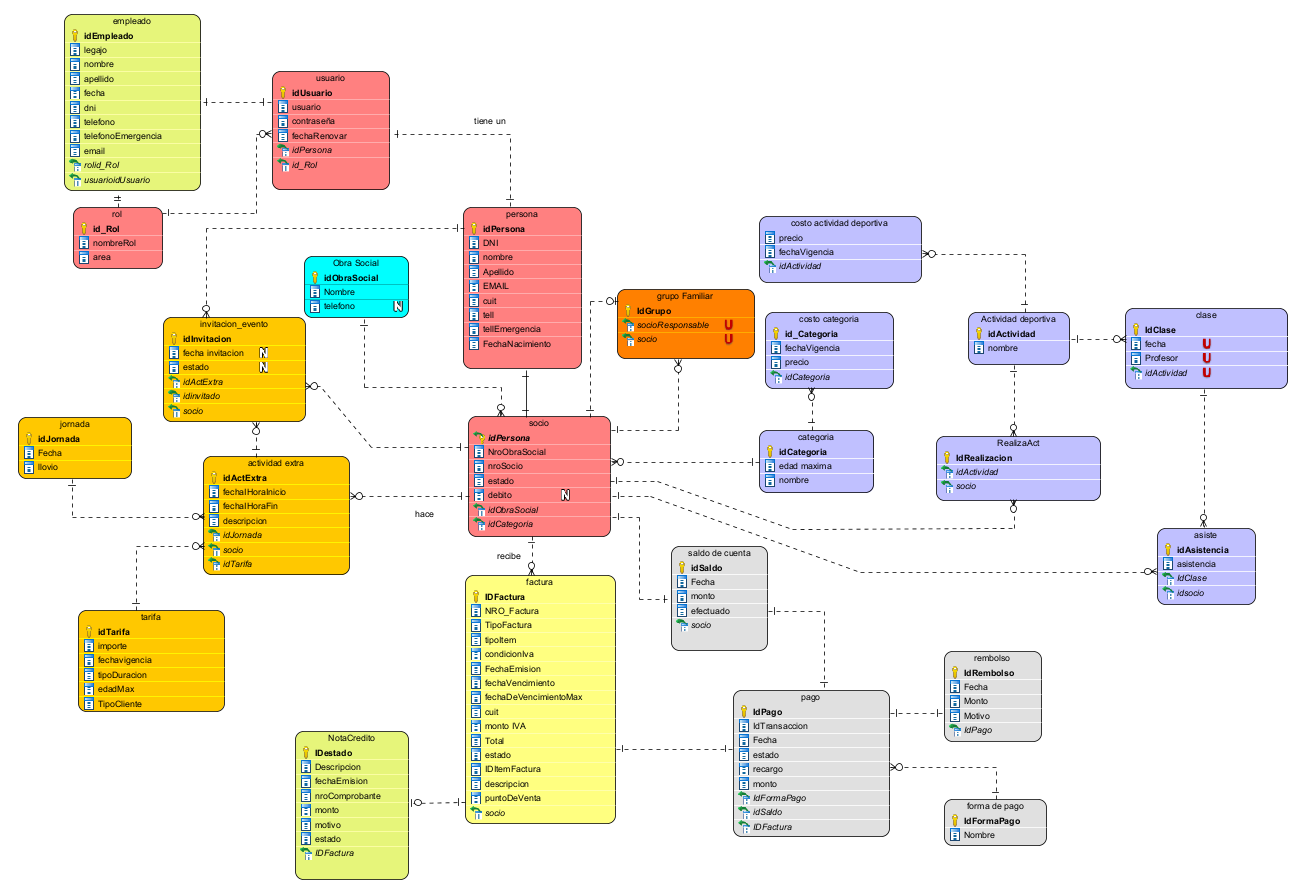 empleado
idEmpleado
legajo
nombre
apellido
fecha
dni
telefono
telefonoEmergencia
email
rolid_Rol
usuarioidUsuario
usuario
idUsuario
usuario
contraseña
fechaRenovar
idPersona
id_Rol
tiene un
rol
id_Rol
nombreRol
area
persona
idPersona
DNI
nombre
Apellido
EMAIL
cuit
tell
tellEmergencia
FechaNacimiento
Obra Social
idObraSocial
Nombre
telefono N
grupo Familiar
IdGrupo
socioResponsable U
socio U
costo actividad deportiva
precio
fechaVigencia
idActividad
costo categoria
id_Categoria
fechaVigencia
precio
idCategoria
Actividad deportiva
idActividad
nombre
clase
IdClase
fecha U
Profesor U
idActividad U
invitacion_evento
idInvitacion
fecha invitacion N
estado N
idActExtra
idinvitado
socio
jornada
idJornada
Fecha
llovio
actividad extra
idActExtra
fechaIHoraInicio
fechaIHoraFin
descripcion
idJornada
socio
idTarifa
hace
socio
idPersona
NroObraSocial
nroSocio
estado
debito N
idObraSocial
idCategoria
recibe
categoria
idCategoria
edad maxima
nombre
RealizaAct
IdRealizacion
idActividad
socio
asiste
idAsistencia
asistencia
IdClase
idsocio
saldo de cuenta
idSaldo
Fecha
monto
efectuado
socio
tarifa
idTarifa
importe
fechavigencia
tipoDuracion
edadMax
TipoCliente
factura
IDFactura
NRO_Factura
TipoFactura
tipoItem
condicionIva
FechaEmision
fechaVencimiento
fechaDeVencimientoMax
cuit
monto IVA
Total
estado
IDItemFactura
descripcion
puntoDeVenta
socio
NotaCredito
IDestado
Descripcion
fechaEmision
nroComprobante
monto
motivo
estado
IDFactura
pago
IdPago
IdTransaccion
Fecha
estado
recargo
monto
IdFormaPago
idSaldo
IDFactura
rembolso
IdRembolso
Fecha
Monto
Motivo
IdPago
forma de pago
IdFormaPago
Nombre